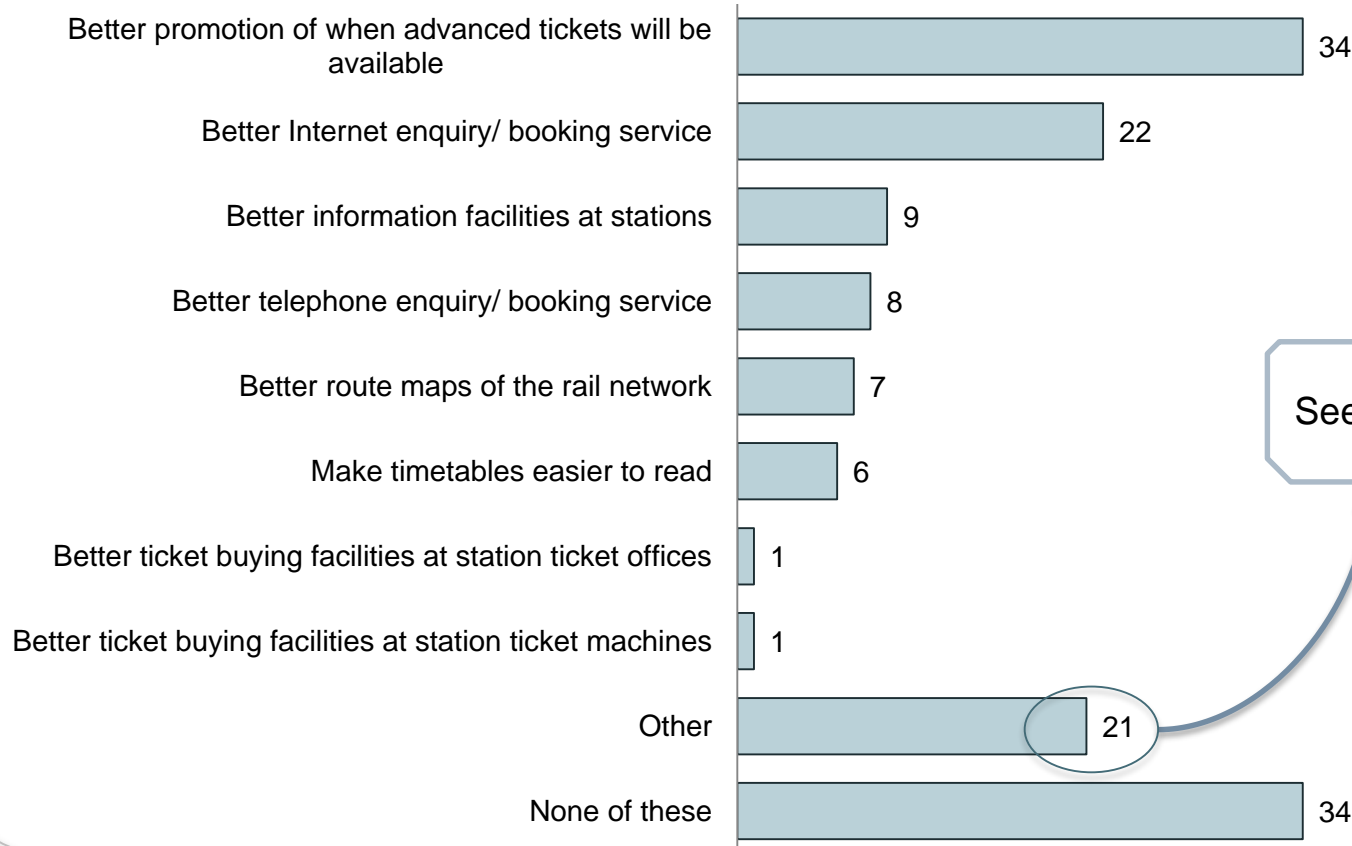 Better promotion of when advanced tickets will be
available
34
Better Internet enquiry/ booking service
22
Better information facilities at stations
9
Better telephone enquiry/ booking service
8
Better route maps of the rail network
7
Make timetables easier to read
6
See
Better ticket buying facilities at station ticket offices
1
Better ticket buying facilities at station ticket machines
1
Other
21
None of these
34